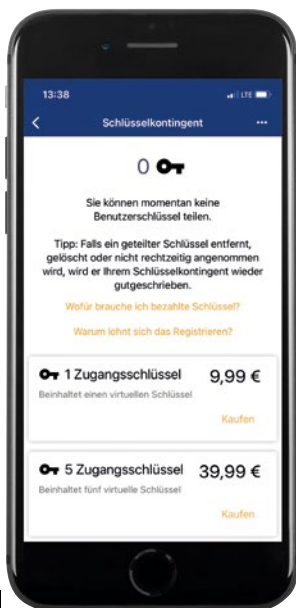 13:38 LTE
Schlüsselkontingent ...
0
Sie können momentan keine
Benutzerschlüssel teilen.
Tipp: Falls ein geteilter Schlüssel entfernt,
gelöscht oder nicht rechtzeitig angenommen
wird, wird er Ihrem Schlüsselkontingent wieder
gutgeschrieben.
Wofür brauche ich bezahlte Schlüssel?
Warum lohnt sich das Registrieren?
1 Zugangsschlüssel 9,99 €
Beinhaltet einen virtuellen Schlüssel
Kaufen
5 Zugangsschlüssel 39,99 €
Beinhaltet fünf virtuelle Schlüssel
Kaufen